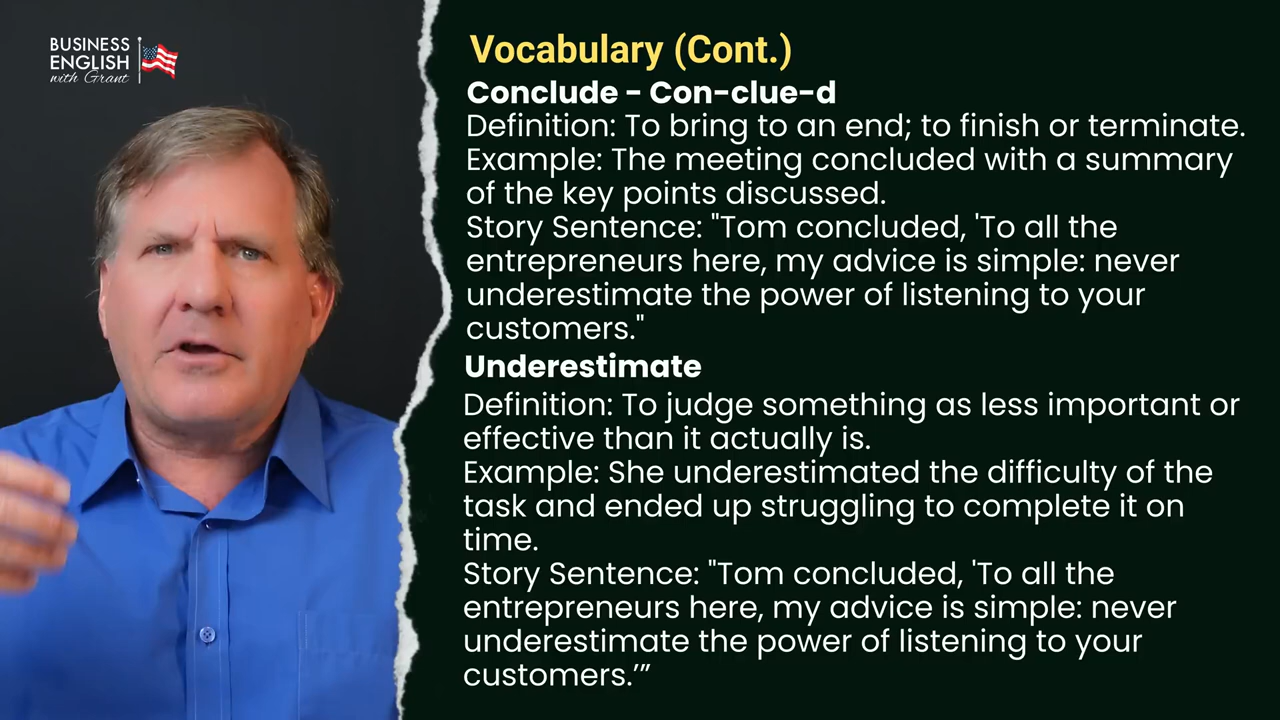 BUSINESS
ENGLISH
with Grant
Vocabulary (Cont.)
Conclude - Con-clue-d
Definition: To bring to an end; to finish or terminate.
Example: The meeting concluded with a summary
of the key points discussed.
Story Sentence: "Tom concluded, 'To all the
entrepreneurs here, my advice is simple: never
underestimate the power of listening to your
customers."
Underestimate
Definition: To judge something as less important or
effective than it actually is.
Example: She underestimated the difficulty of the
task and ended up struggling to complete it on
time.
Story Sentence: "Tom concluded, 'To all the
entrepreneurs here, my advice is simple: never
underestimate the power of listening to your
customers.’”